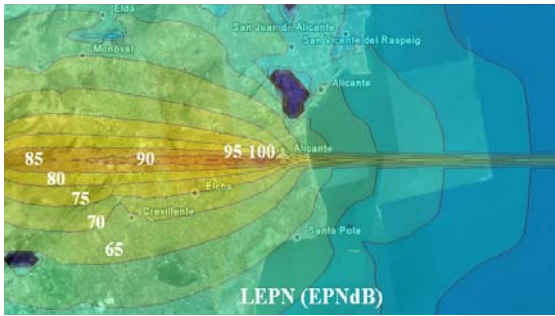 Elda
San Juan de Alicante
San Vicente del Raspeig
Monovar
Alicante
Alicante
85
90
95
100
80
Elche
75
Crevillente
70
Santa Pola
65
LEPN (EPNdB)